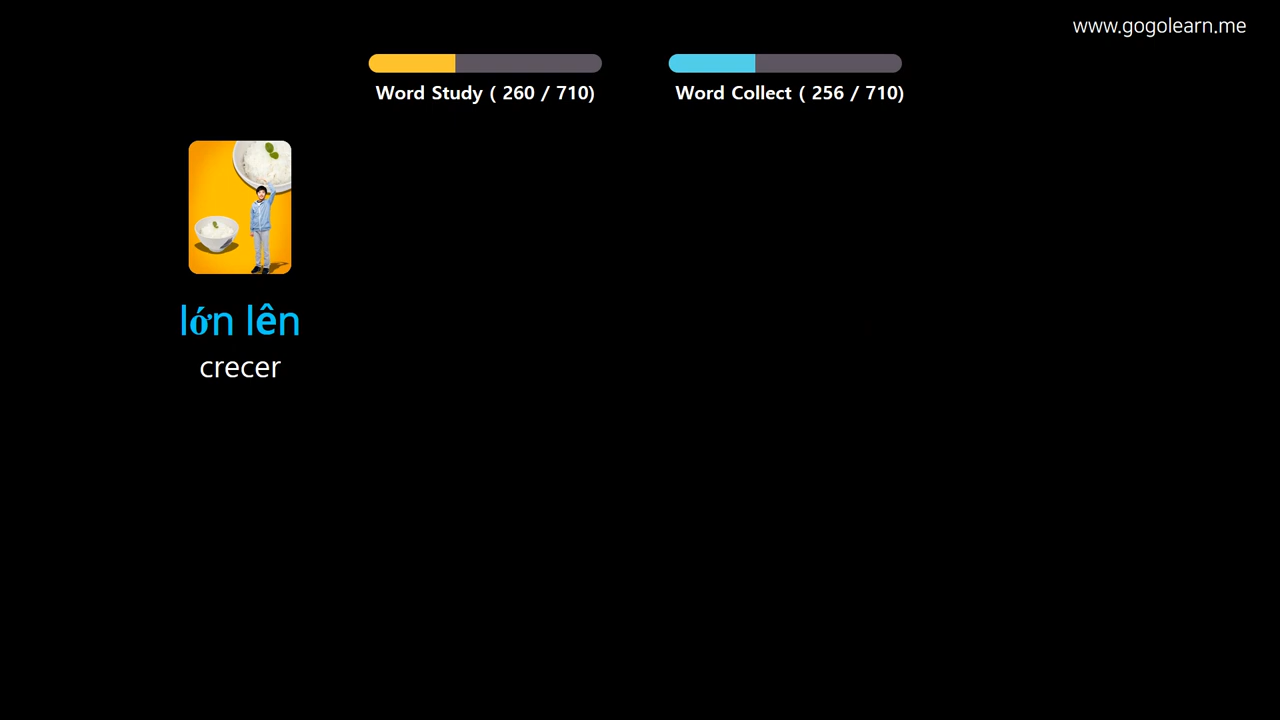 www.gogolearn.me
Word Study ( 260 / 710)
Word Collect ( 256 / 710)
lớn lên
crecer